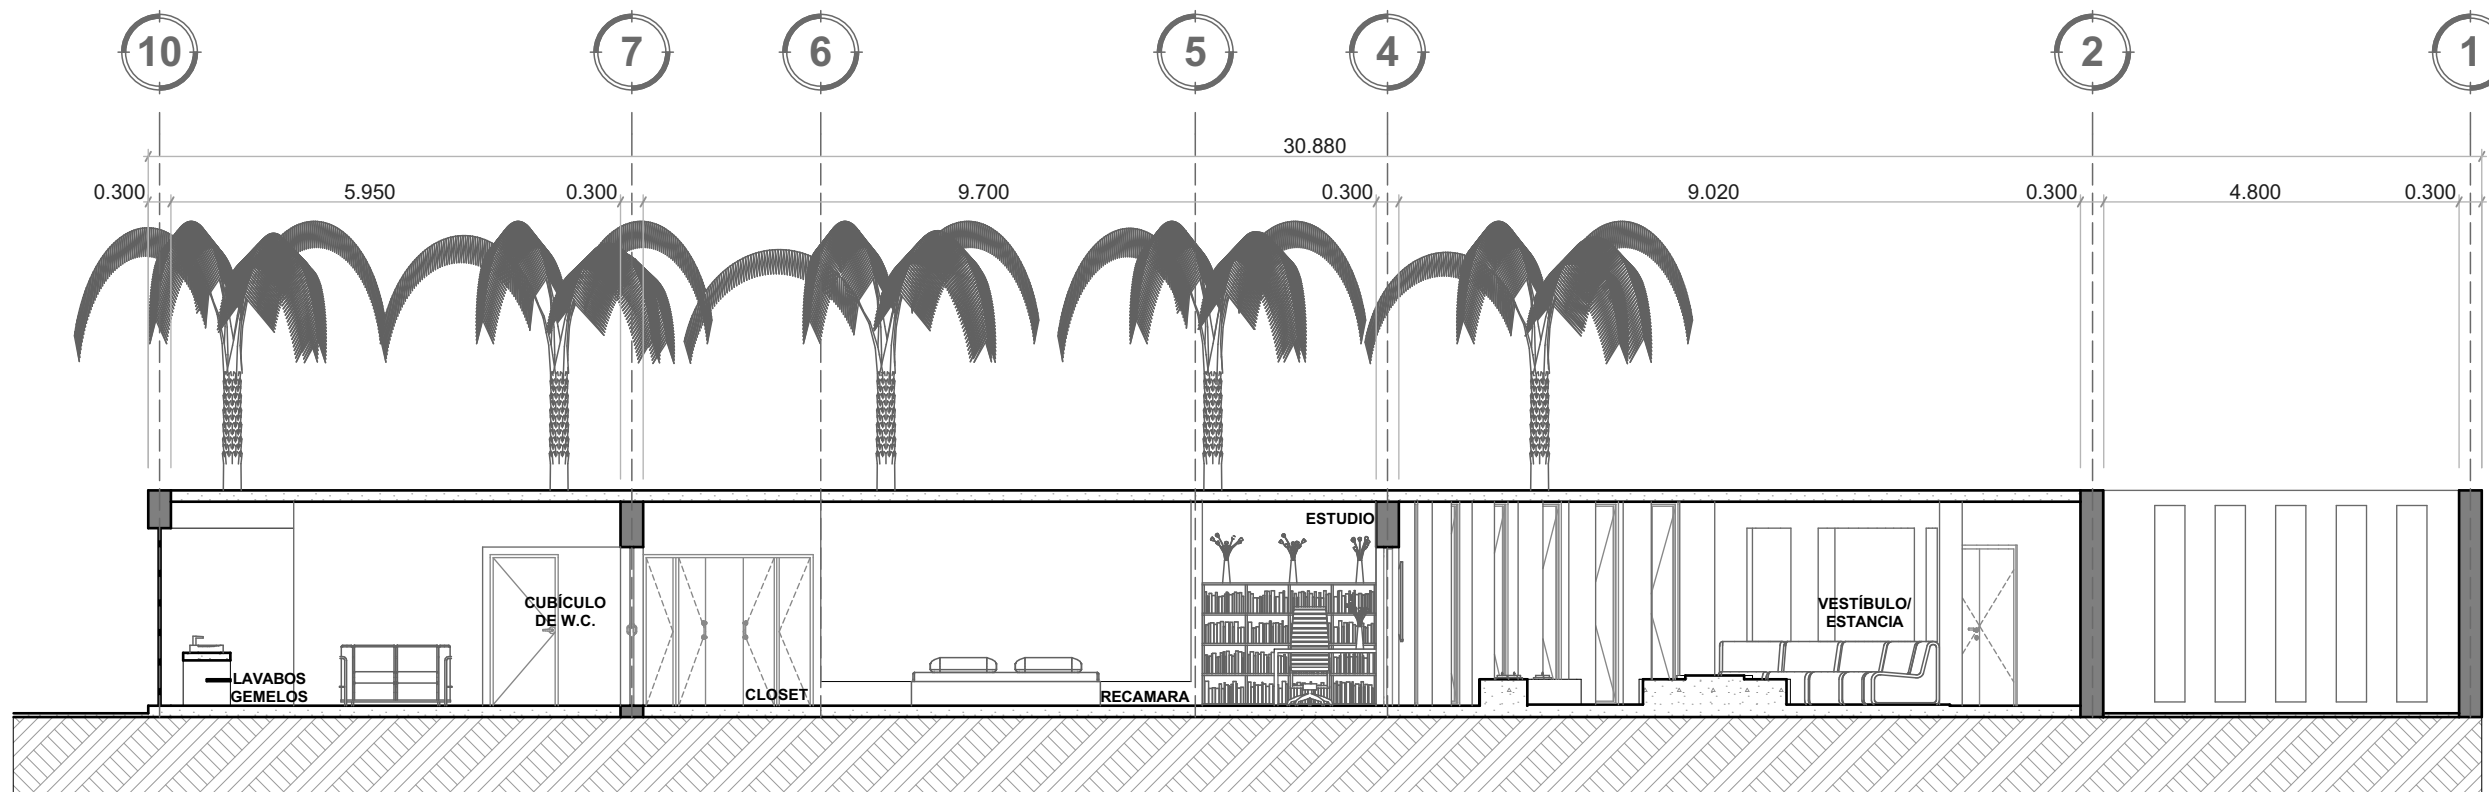 10 7 6 5 4 2 1
30.880
0.300 5.950 0.300 9.700 0.300 9.020 0.300 4.800 0.300
ESTUDIO
CUBÍCULO
DE W.C.
VESTÍBULO/
ESTANCIA
LAVABOS
GEMELOS
CLOSET
RECAMARA